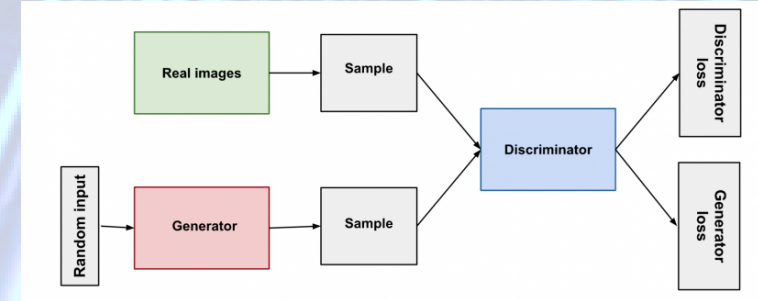 Real images
Sample
Discriminator
loss
Discriminator
Random input
Generator
Sample
Generator
loss